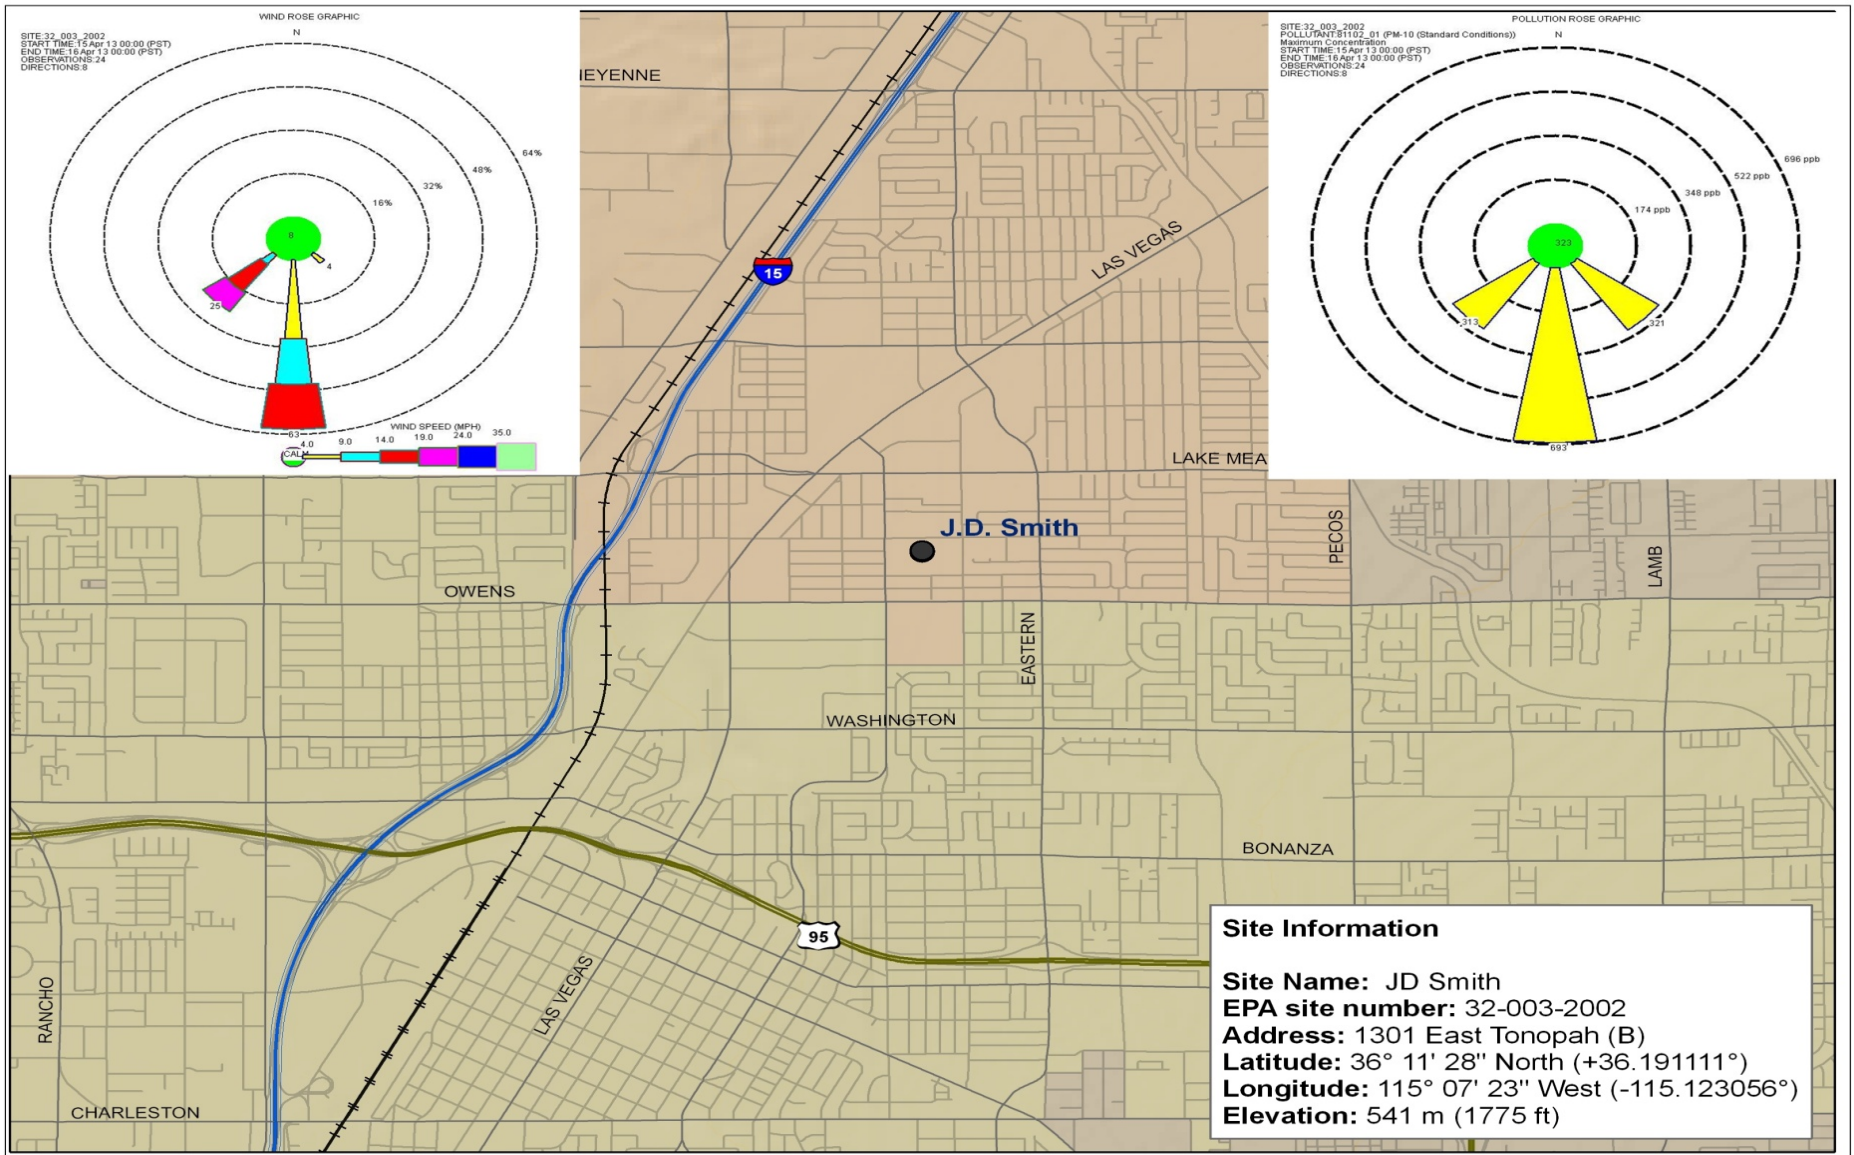 WIND ROSE GRAPHIC
SITE:32_003_2002
START TIME:15 Apr 13 00:00 (PST)
END TIME:16 Apr 13 00:00 (PST)
OBSERVATIONS:24
DIRECTIONS:8
N
64%
48%
32%
16%
8
4
25
63
WIND SPEED (MPH)
CALM
4.0
9.0
14.0
19.0
24.0
35.0
POLLUTION ROSE GRAPHIC
SITE:32_003_2002
POLLUTANT:81102_01 (PM-10 (Standard Conditions))
Maximum Concentration
START TIME:15 Apr 13 00:00 (PST)
END TIME:16 Apr 13 00:00 (PST)
OBSERVATIONS:24
DIRECTIONS:8
N
696 ppb
522 ppb
348 ppb
174 ppb
323
313
321
693
HEYENNE
15
LAS VEGAS
LAKE MEA
J.D. Smith
PECOS
LAMB
OWENS
EASTERN
WASHINGTON
BONANZA
95
RANCHO
LAS VEGAS
CHARLESTON
Site Information
Site Name: JD Smith
EPA site number: 32-003-2002
Address: 1301 East Tonopah (B)
Latitude: 36° 11' 28" North (+36.191111°)
Longitude: 115° 07' 23" West (-115.123056°)
Elevation: 541 m (1775 ft)